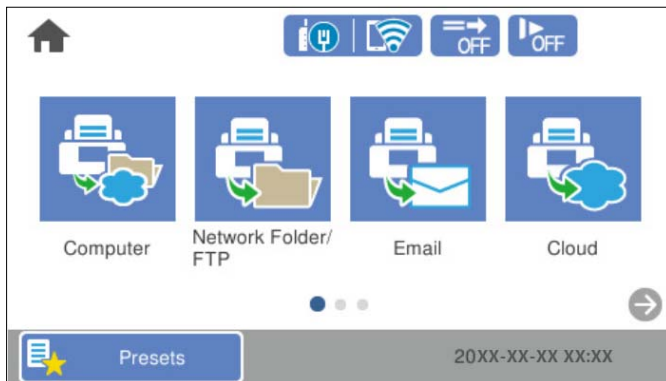 OFF
OFF
Computer
Network Folder/
FTP
Email
Cloud
Presets
20XX-XX-XX XX:XX